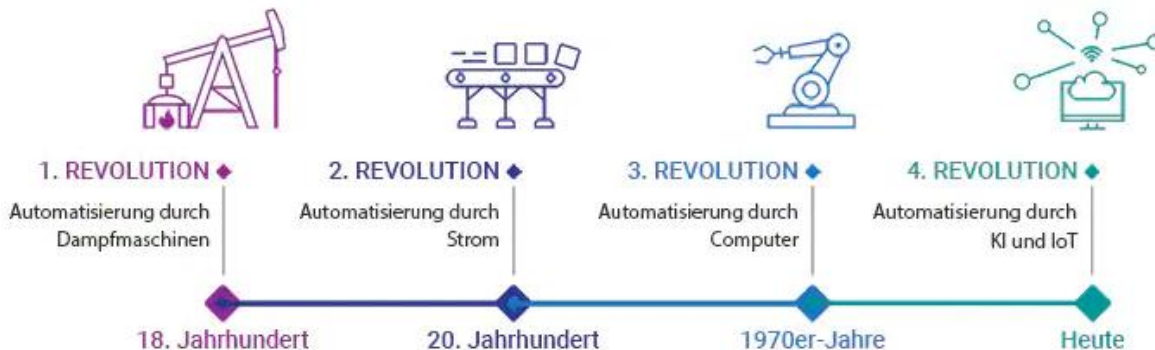 1. REVOLUTION
Automatisierung durch
Dampfmaschinen
18. Jahrhundert
2. REVOLUTION
Automatisierung durch
Strom
20. Jahrhundert
3. REVOLUTION
Automatisierung durch
Computer
1970er-Jahre
4. REVOLUTION
Automatisierung durch
KI und IoT
Heute